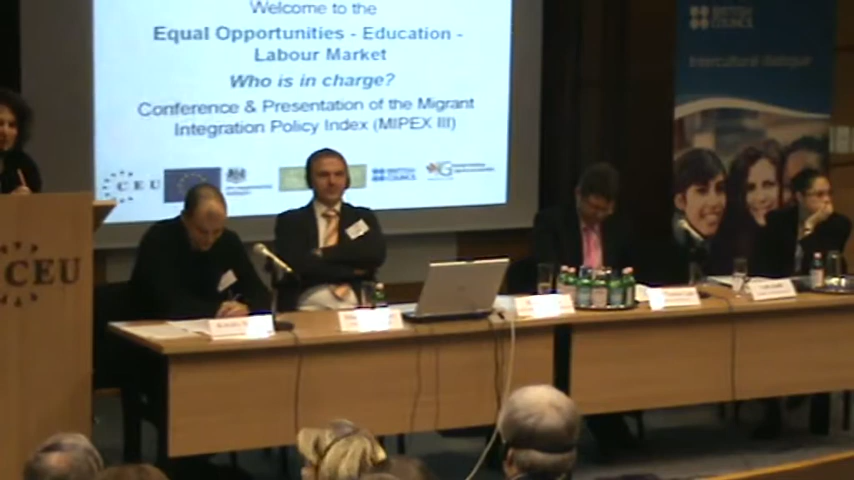 Welcome to the
Equal Opportunities - Education -
Labour Market
Who is in charge?
Conference & Presentation of the Migrant
Integration Policy Index (MIPEX III)
CEU
BRITISH
COUNCIL
BRITISH
COUNCIL
Intercultural dialogue
CEU